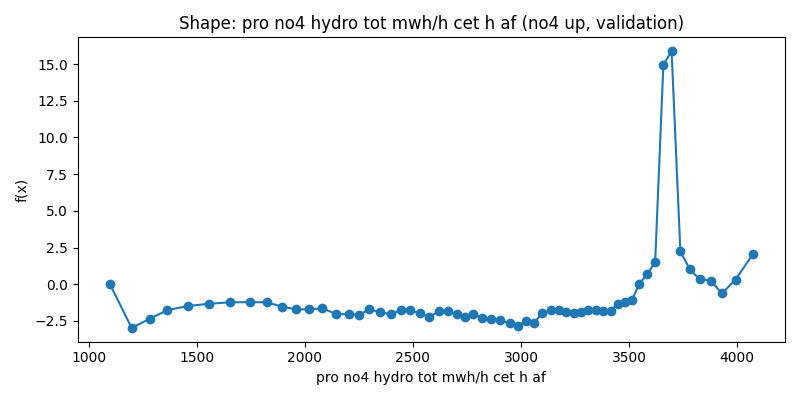 Shape: pro no4 hydro tot mwh/h cet h af (no4 up, validation)
15.0
12.5
10.0
7.5
5.0
2.5
0.0
−2.5
f(x)
1000 1500 2000 2500 3000 3500 4000
pro no4 hydro tot mwh/h cet h af